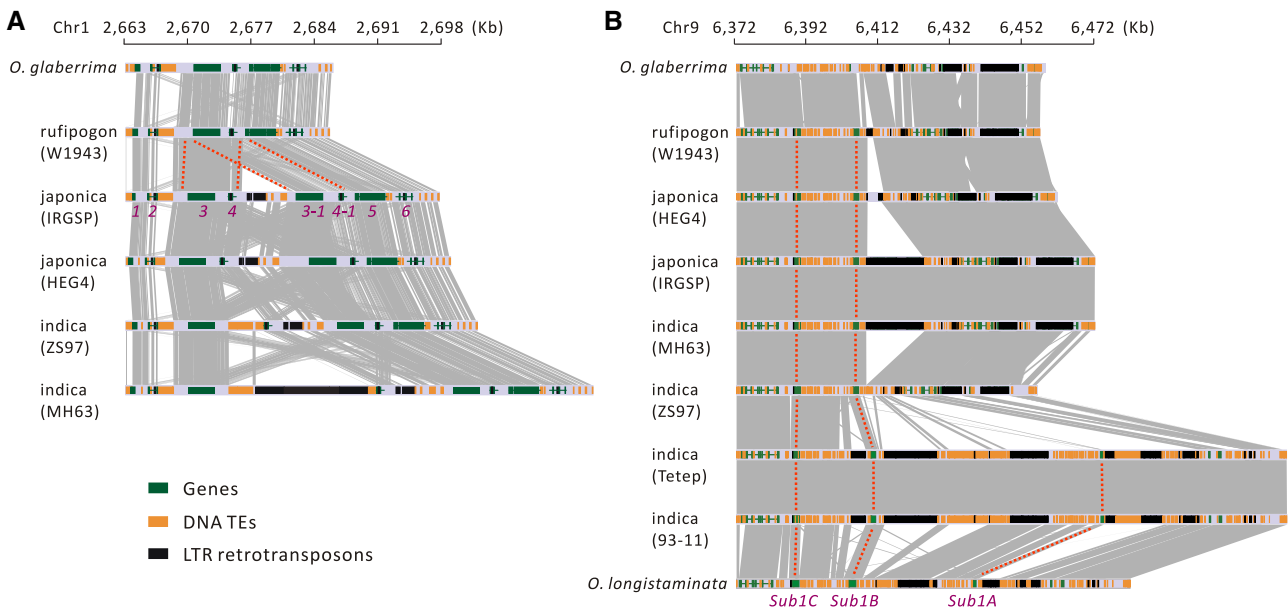 A
Chr1 2,663 2,670 2,677 2,684 2,691 2,698 (Kb)
O. glaberrima
rufipogon
(W1943)
japonica
(IRGSP)
1 2 3 4 3-1 4-1 5 6
japonica
(HEG4)
indica
(ZS97)
indica
(MH63)
Genes
DNA TEs
LTR retrotransposons
B
Chr9 6,372 6,392 6,412 6,432 6,452 6,472 (Kb)
O. glaberrima
rufipogon
(W1943)
japonica
(HEG4)
japonica
(IRGSP)
indica
(MH63)
indica
(ZS97)
indica
(Tetep)
indica
(93-11)
O. longistaminata
Sub1C Sub1B Sub1A